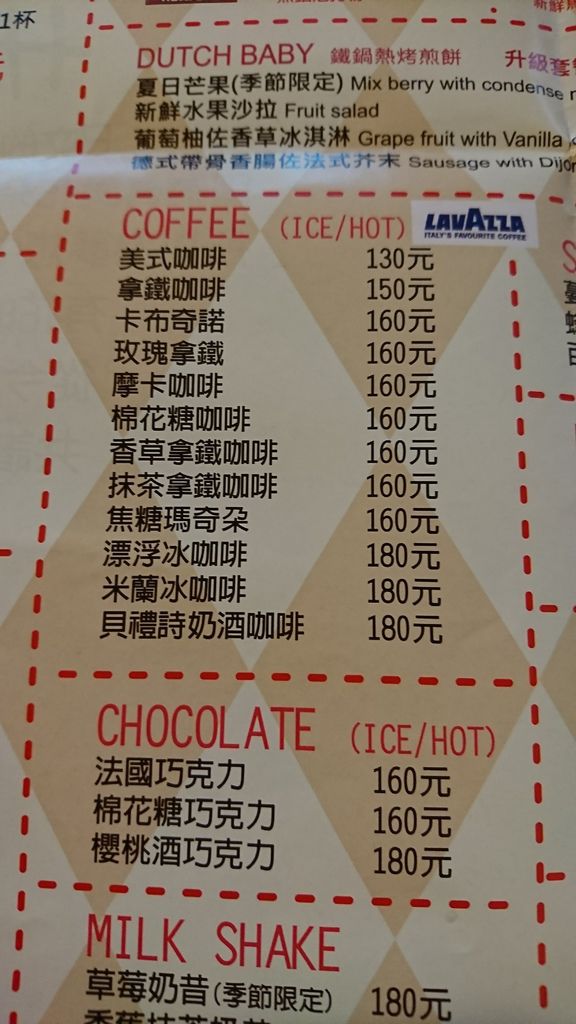 1杯
DUTCH BABY 鐵鍋熱烤煎餅 升級套
夏日芒果(季節限定) Mix berry with condense
新鮮水果沙拉 Fruit salad
葡萄柚佐香草冰淇淋 Grape fruit with Vanilla
德式帶骨香腸佐法式芥末 Sausage with Dijon
COFFEE (ICE/HOT) LAVAZZA
ITALY'S FAVOURITE COFFEE
美式咖啡 130元
拿鐵咖啡 150元
卡布奇諾 160元
玫瑰拿鐵 160元
摩卡咖啡 160元
棉花糖咖啡 160元
香草拿鐵咖啡 160元
抹茶拿鐵咖啡 160元
焦糖瑪奇朵 160元
漂浮冰咖啡 180元
米蘭冰咖啡 180元
貝禮詩奶酒咖啡 180元
CHOCOLATE (ICE/HOT)
法國巧克力 160元
棉花糖巧克力 160元
櫻桃酒巧克力 180元
MILK SHAKE
草莓奶昔(季節限定) 180元